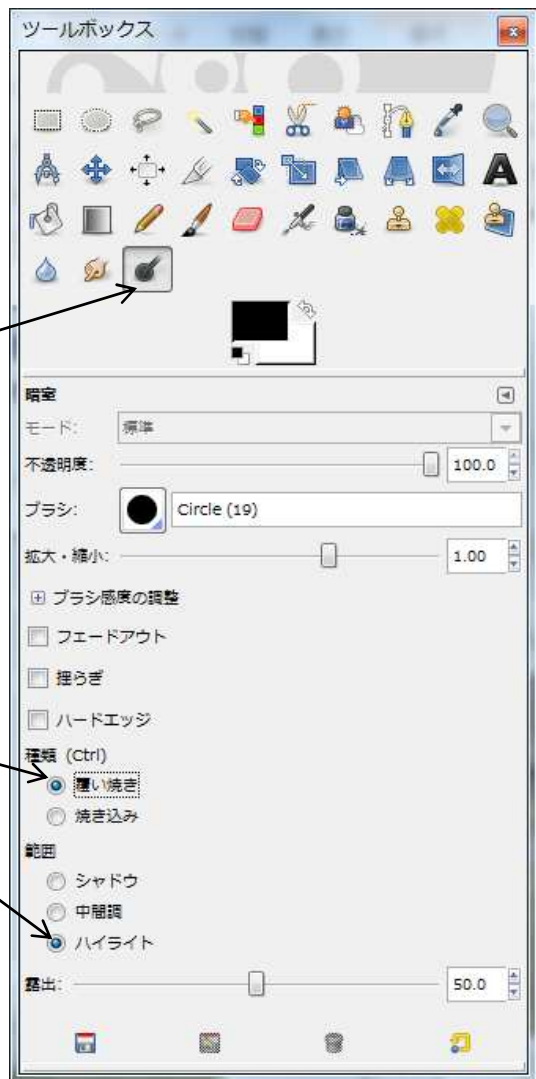 ツールボックス
暗室
モード: 標準
不透明度: 100.0
ブラシ: Circle (19)
拡大・縮小: 1.00
ブラシ感度の調整
フェードアウト
揺らぎ
ハードエッジ
種類 (Ctrl)
覆い焼き
焼き込み
範囲
シャドウ
中間調
ハイライト
露出: 50.0